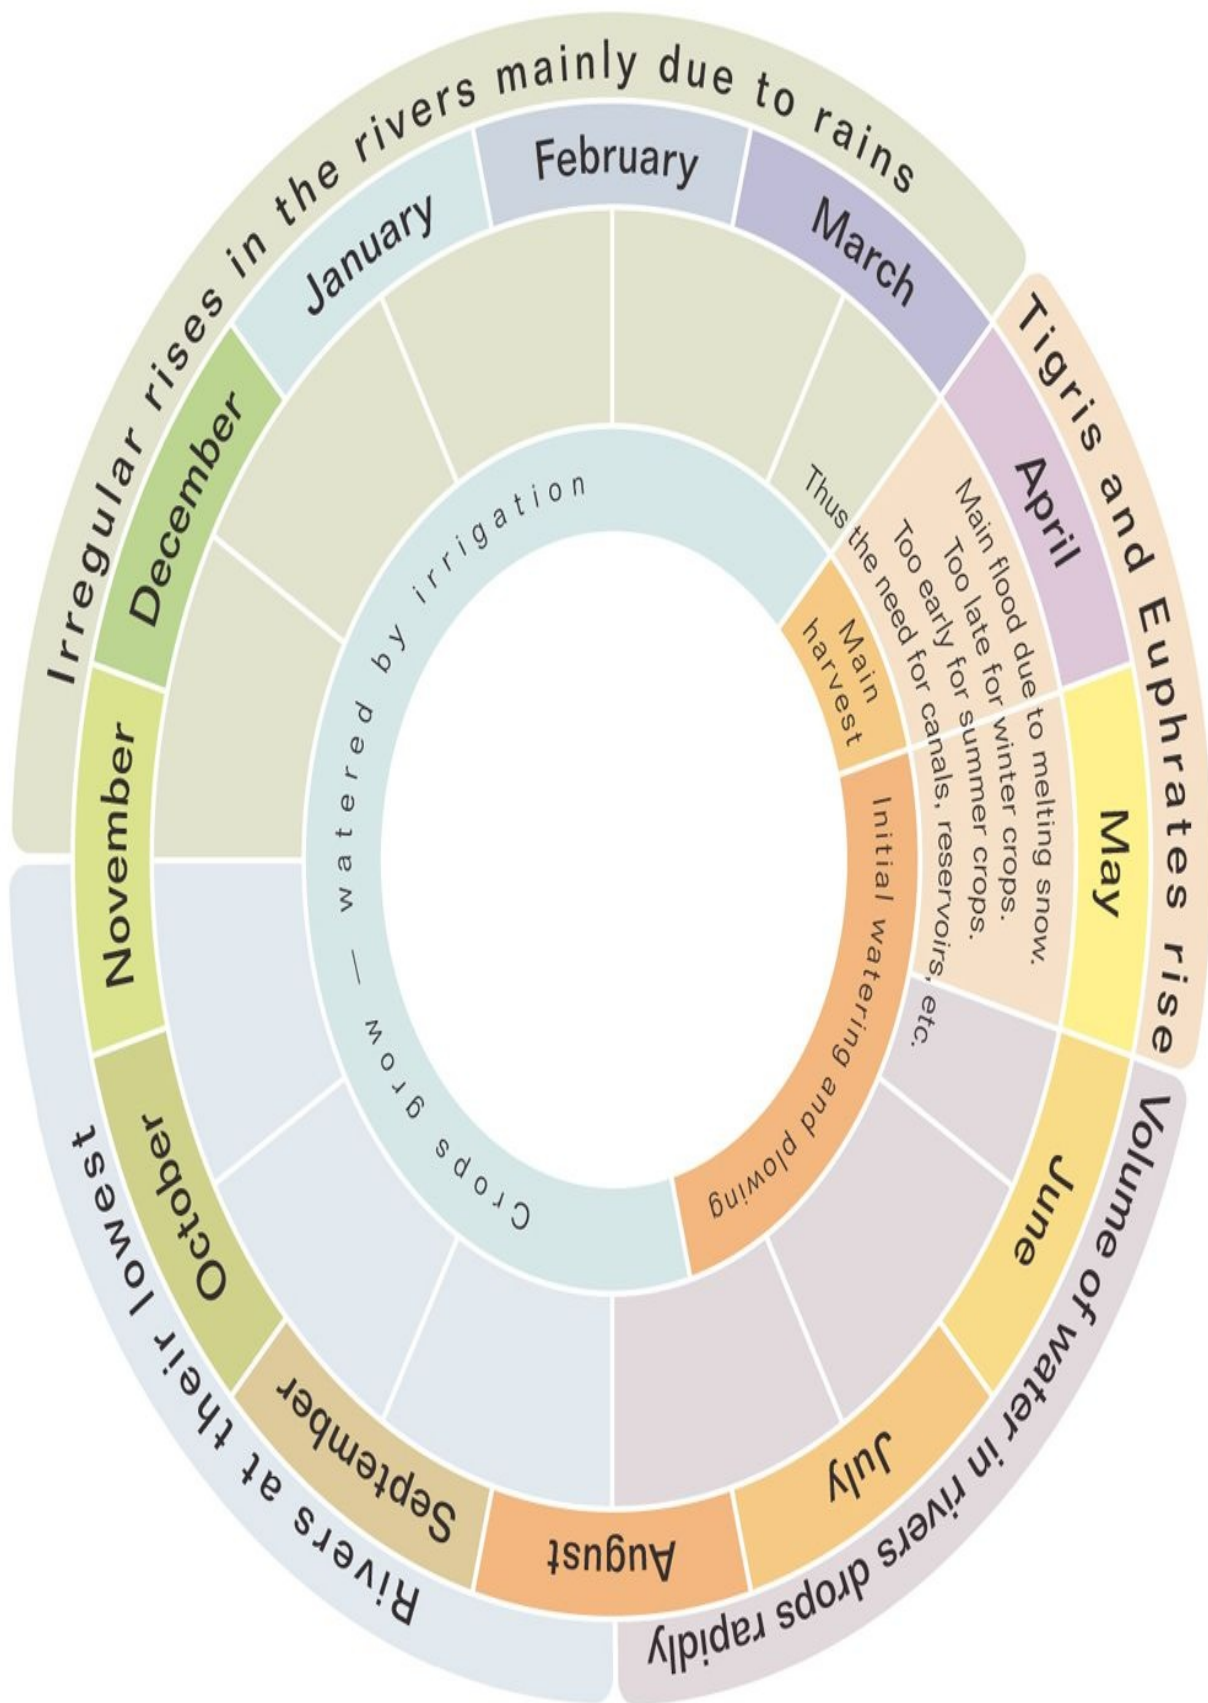 Irregular rises in the rivers mainly due to rains
Tigris and Euphrates rise
Volume of water in rivers drops rapidly
Rivers at their lowest
January
February
March
April
May
June
July
August
September
October
November
December
Main flood due to melting snow.
Too late for winter crops.
Too early for summer crops.
Thus the need for canals, reservoirs, etc.
Main
harvest
Initial watering and plowing
Crops grow — watered by irrigation